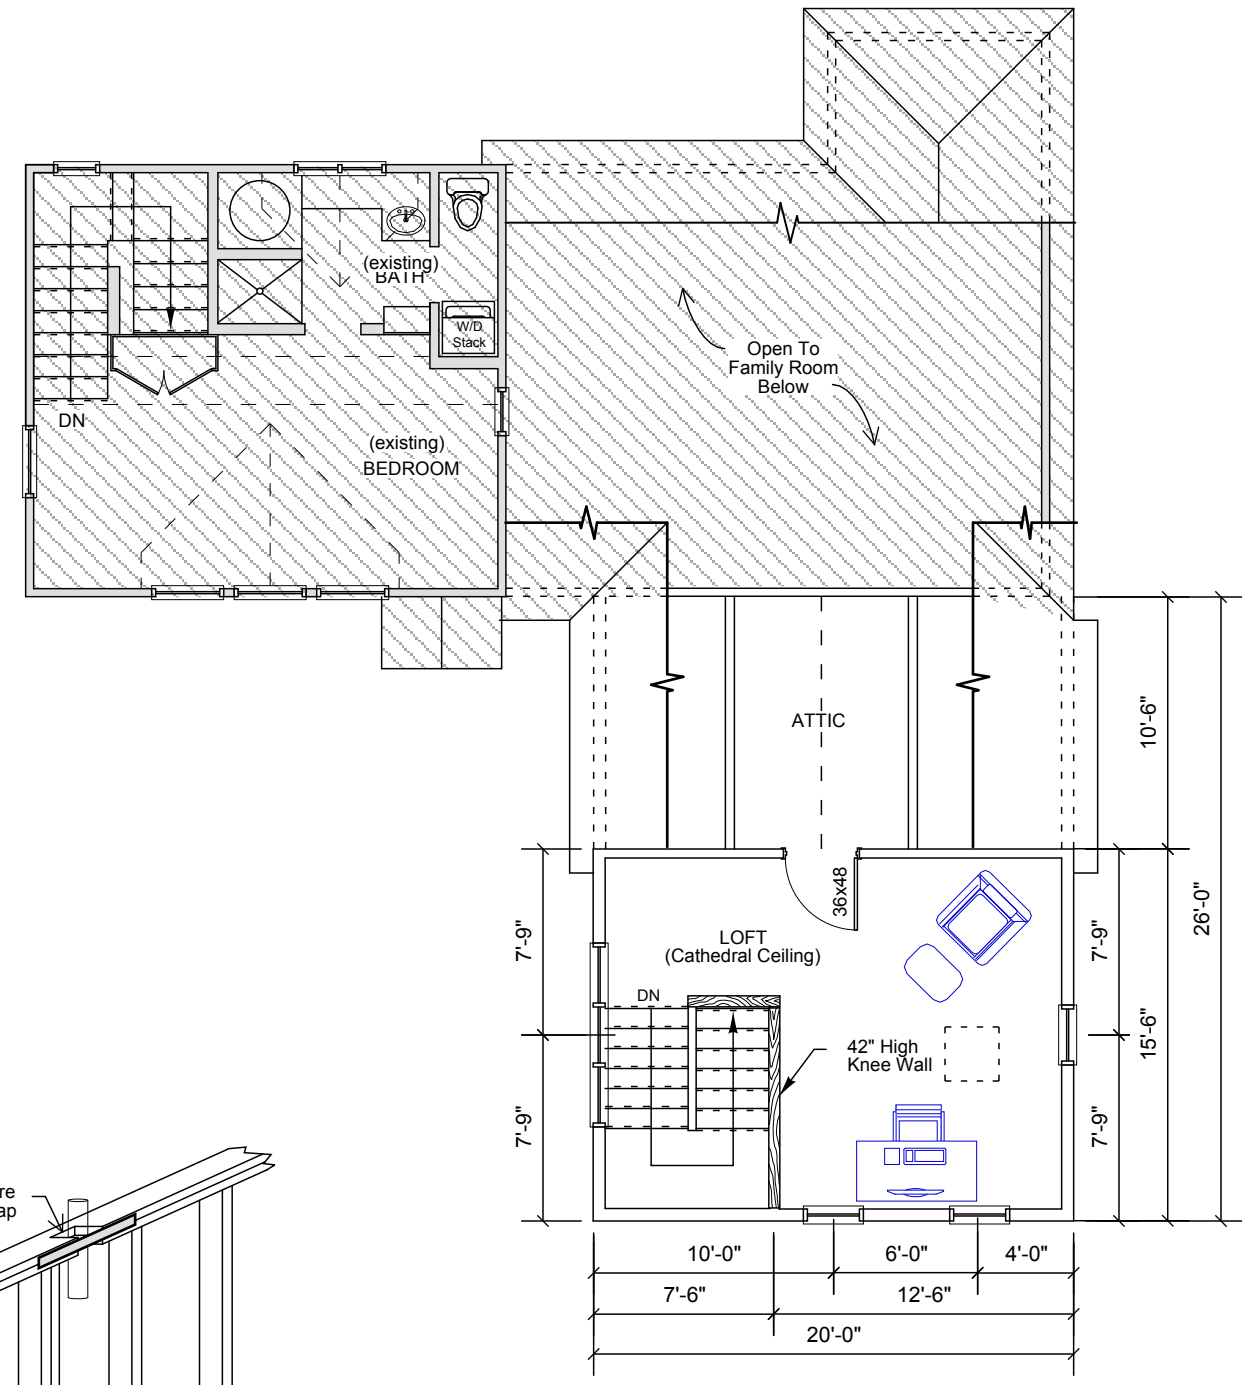 (existing)
BATH
W/D
Stack
Open To
Family Room
Below
DN
(existing)
BEDROOM
ATTIC
10'-6"
26'-0"
36x48
7'-9"
7'-9"
LOFT
(Cathedral Ceiling)
DN
42" High
Knee Wall
15'-6"
7'-9"
7'-9"
re
ap
10'-0"
6'-0"
4'-0"
7'-6"
12'-6"
20'-0"